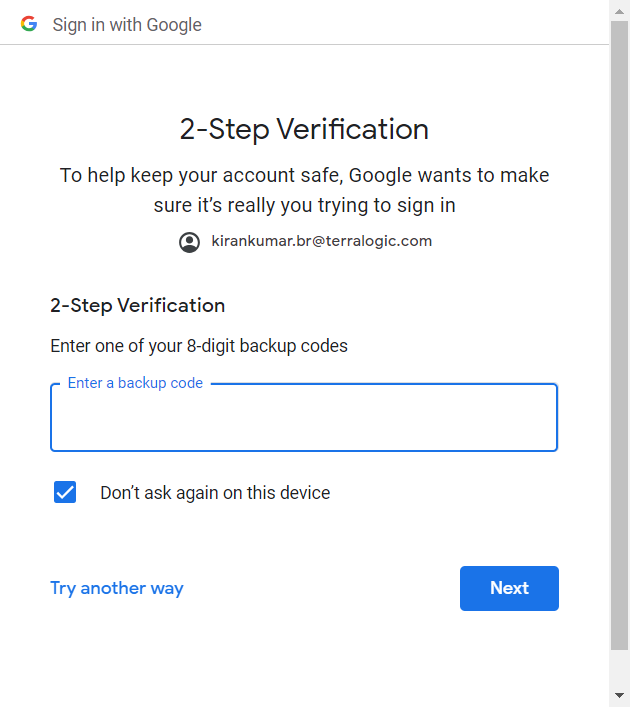 Sign in with Google
2-Step Verification
To help keep your account safe, Google wants to make
sure it’s really you trying to sign in
kirankumar.br@terralogic.com
2-Step Verification
Enter one of your 8-digit backup codes
Enter a backup code
Don’t ask again on this device
Try another way
Next